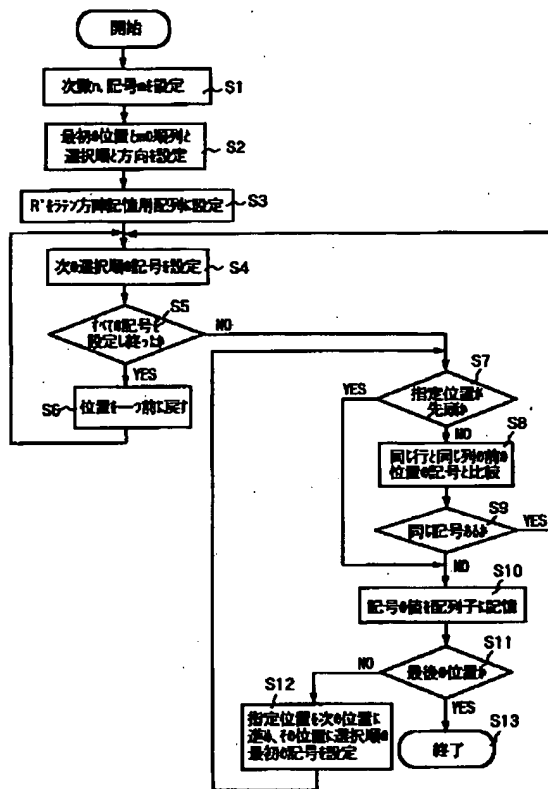 開始
次数n、記号mを設定
S1
最初の位置とmの順列と
選択順と方向を設定
S2
R*をラテン方陣記憶用配列に設定
S3
次の選択順の記号を設定
S4
すべての記号を
設定し終ったか
S5
NO
YES
S6
位置を一つ前に戻す
指定位置が
先頭か
S7
YES
NO
同じ行と同じ列の前の
位置の記号と比較
S8
同じ記号あるか
S9
YES
NO
記号の値を配列子に記憶
S10
最後の位置か
S11
NO
YES
S12
指定位置を次の位置に
進め、その位置に選択順の
最初の記号を設定
終了
S13